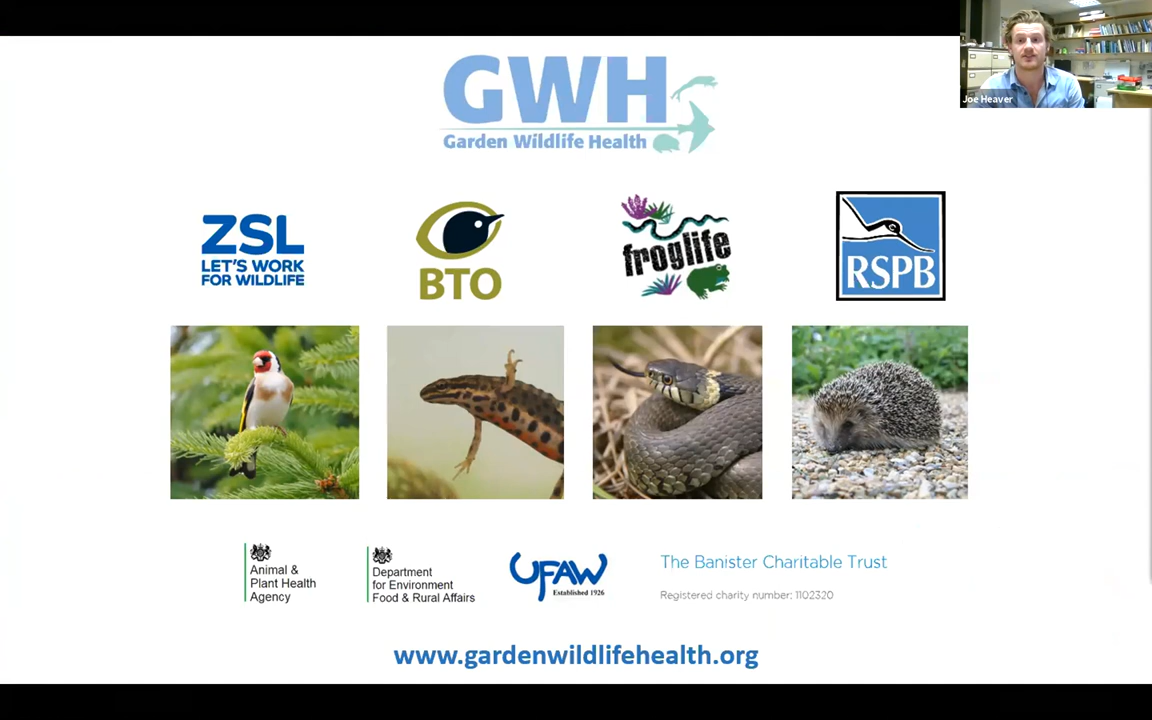 Joe Heaver
GWH
Garden Wildlife Health
ZSL
LET'S WORK
FOR WILDLIFE
BTO
froglife
RSPB
Animal &
Plant Health
Agency
Department
for Environment
Food & Rural Affairs
UFAW
Established 1926
The Banister Charitable Trust
Registered charity number: 1102320
www.gardenwildlifehealth.org